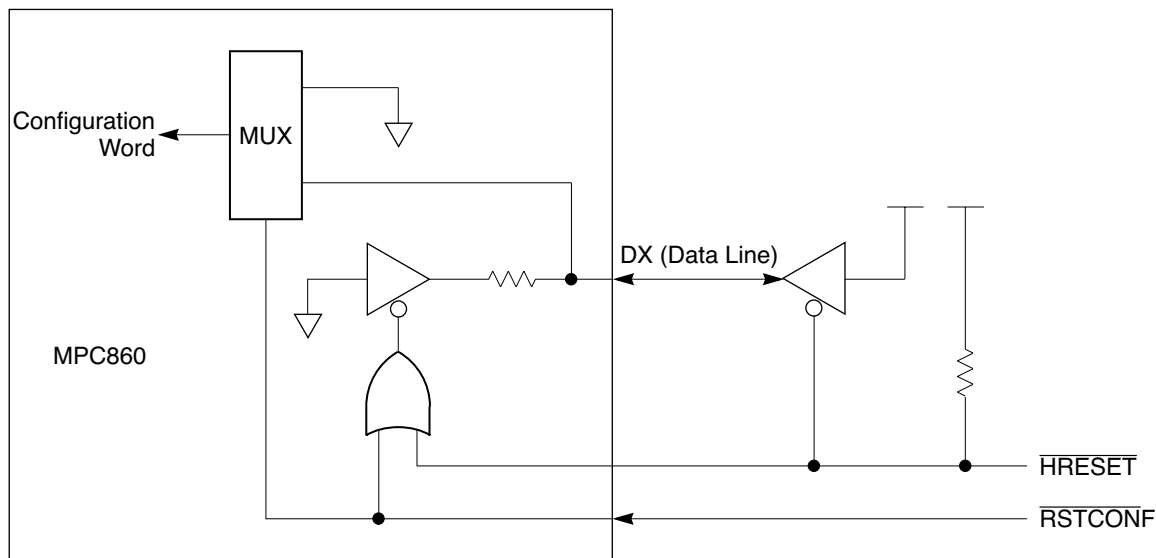 Configuration
Word
MUX
DX (Data Line)
MPC860
HRESET
RSTCONF